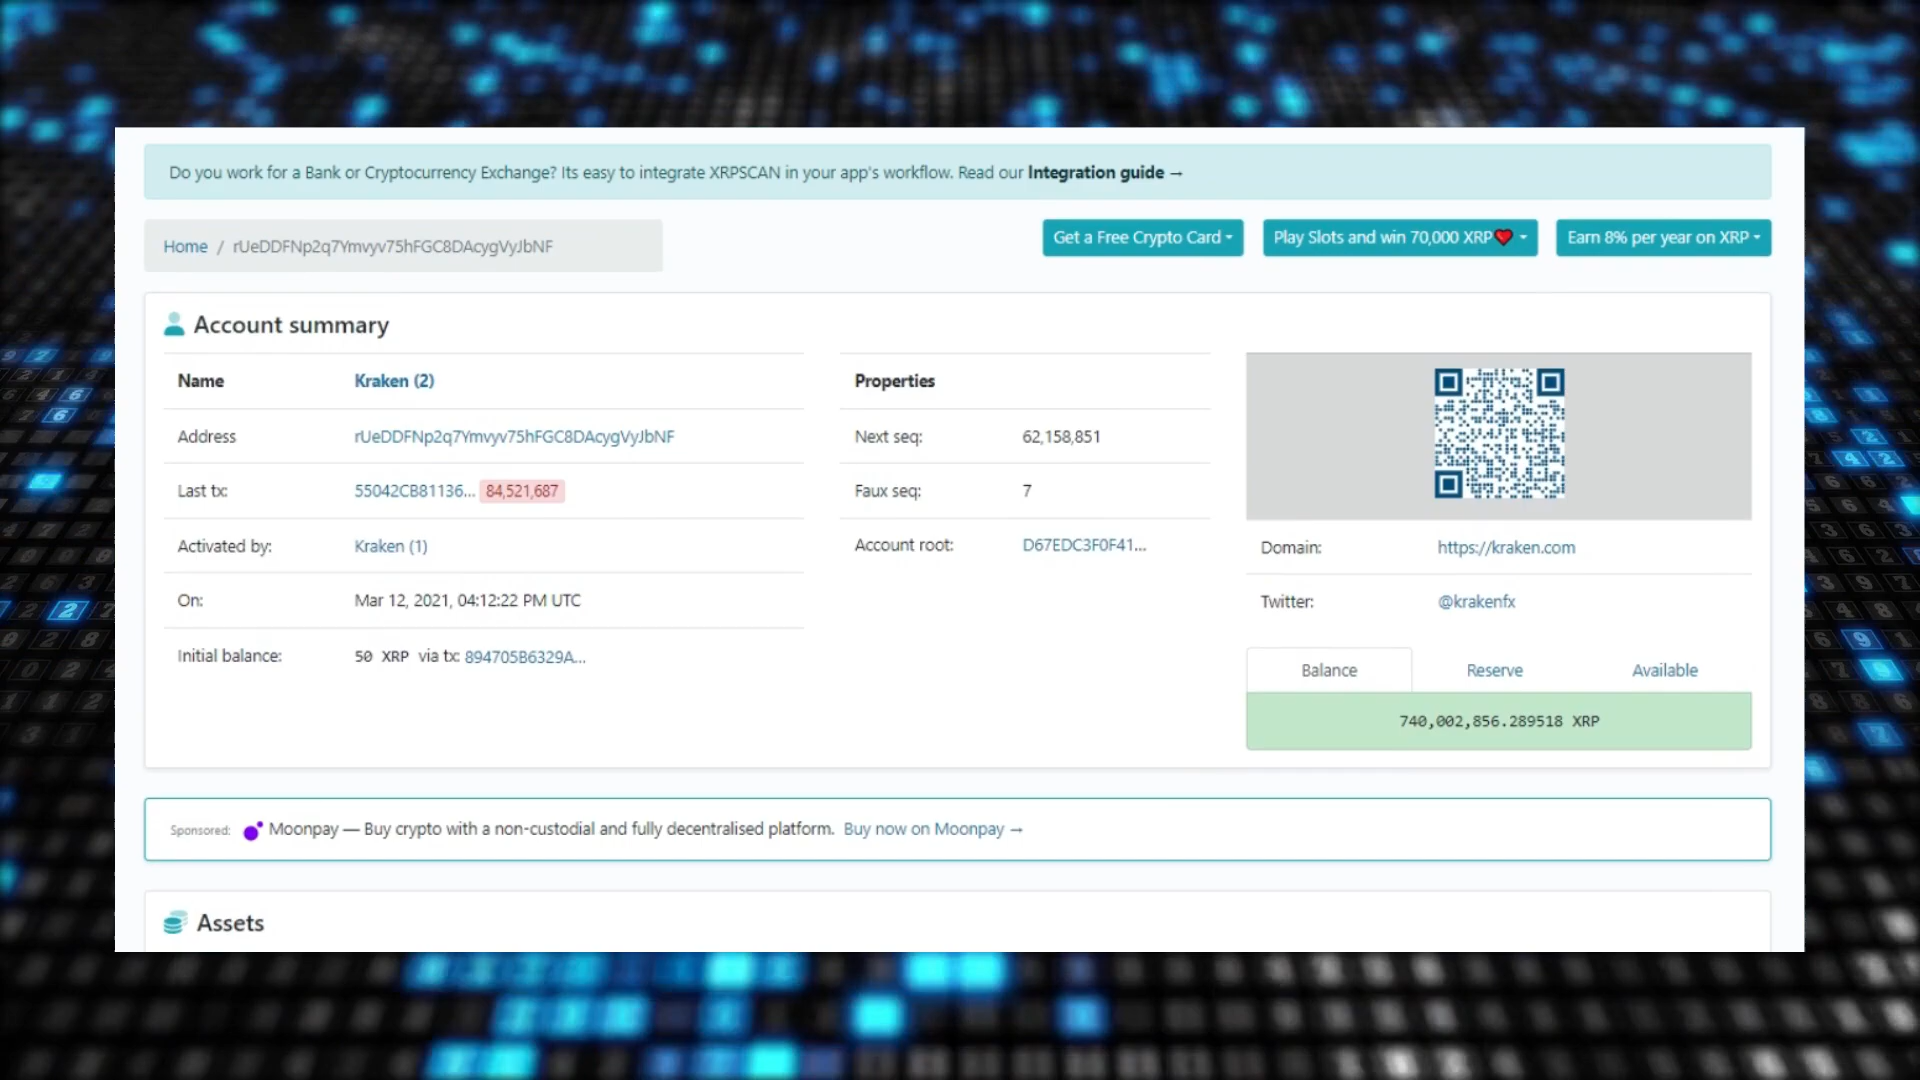 Do you work for a Bank or Cryptocurrency Exchange? Its easy to integrate XRPSCAN in your app's workflow. Read our Integration guide →
Home / rUeDDFNp2q7Ymvyv75hFGC8DAcygVyJbNF
Get a Free Crypto Card
Play Slots and win 70,000 XRP❤
Earn 8% per year on XRP
Account summary
Name Kraken (2)
Address rUeDDFNp2q7Ymvyv75hFGC8DAcygVyJbNF
Last tx: 55042CB81136... 84,521,687
Activated by: Kraken (1)
On: Mar 12, 2021, 04:12:22 PM UTC
Initial balance: 50 XRP via tx: 894705B6329A...
Properties
Next seq: 62,158,851
Faux seq: 7
Account root: D67EDC3F0F41...
Domain: https://kraken.com
Twitter: @krakenfx
Balance Reserve Available
740,002,856.289518 XRP
Sponsored: Moonpay — Buy crypto with a non-custodial and fully decentralised platform. Buy now on Moonpay →
Assets